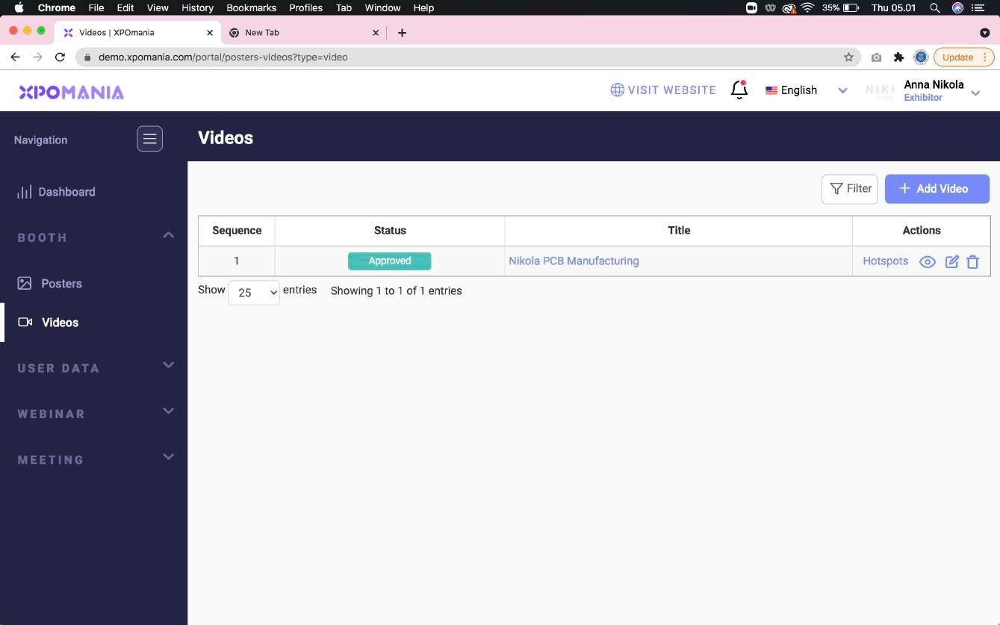 Chrome File Edit View History Bookmarks Profiles Tab Window Help 35% Thu 05.01
Videos | XPOmania New Tab
demo.xpomania.com/portal/posters-videos?type=video Update
XPOMANIA VISIT WEBSITE English NIK Anna Nikola
Exhibitor
Navigation Videos
Dashboard
Filter + Add Video
BOOTH
Sequence Status Title Actions
1 Approved Nikola PCB Manufacturing Hotspots
Posters
Show 25 entries Showing 1 to 1 of 1 entries
Videos
USER DATA
WEBINAR
MEETING